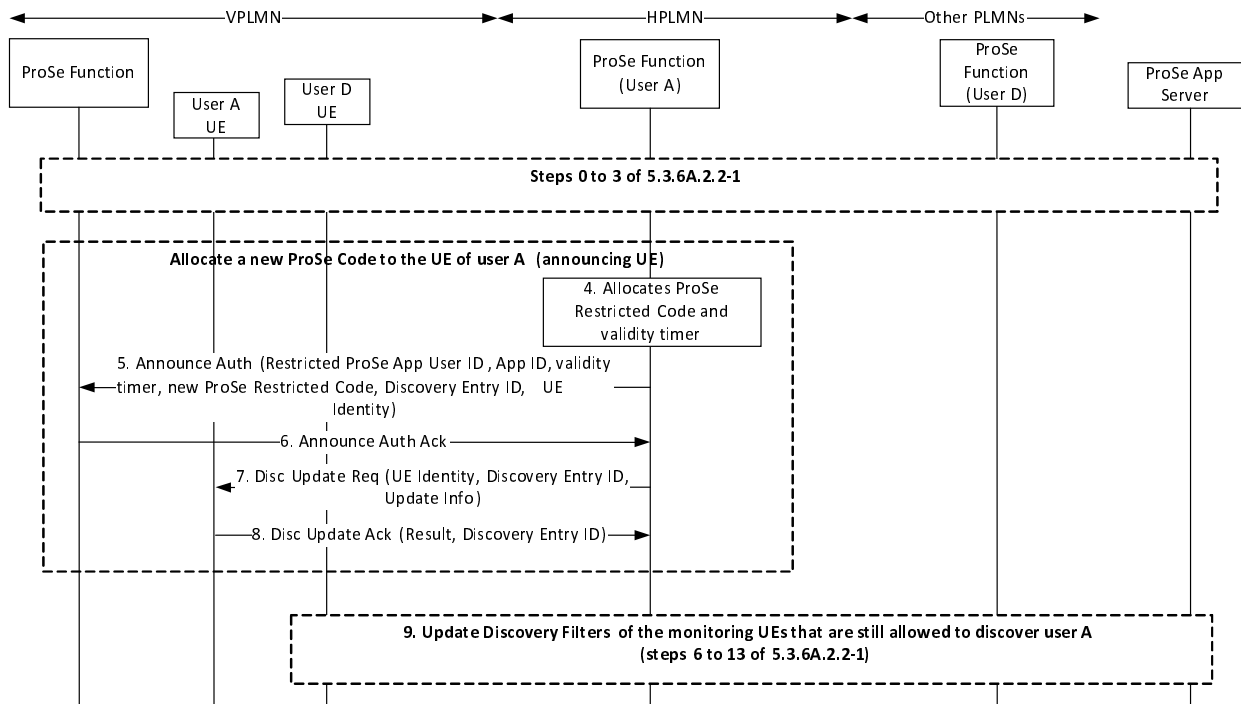 VPLMN
HPLMN
Other PLMNs
ProSe Function
User A
UE
User D
UE
ProSe Function
(User A)
ProSe
Function
(User D)
ProSe App
Server
Steps 0 to 3 of 5.3.6A.2.2-1
Allocate a new ProSe Code to the UE of user A (announcing UE)
4. Allocates ProSe
Restricted Code and
validity timer
5. Announce Auth (Restricted ProSe App User ID, App ID, validity
timer, new ProSe Restricted Code, Discovery Entry ID, UE
Identity)
6. Announce Auth Ack
7. Disc Update Req (UE Identity, Discovery Entry ID,
Update Info)
8. Disc Update Ack (Result, Discovery Entry ID)
9. Update Discovery Filters of the monitoring UEs that are still allowed to discover user A
(steps 6 to 13 of 5.3.6A.2.2-1)